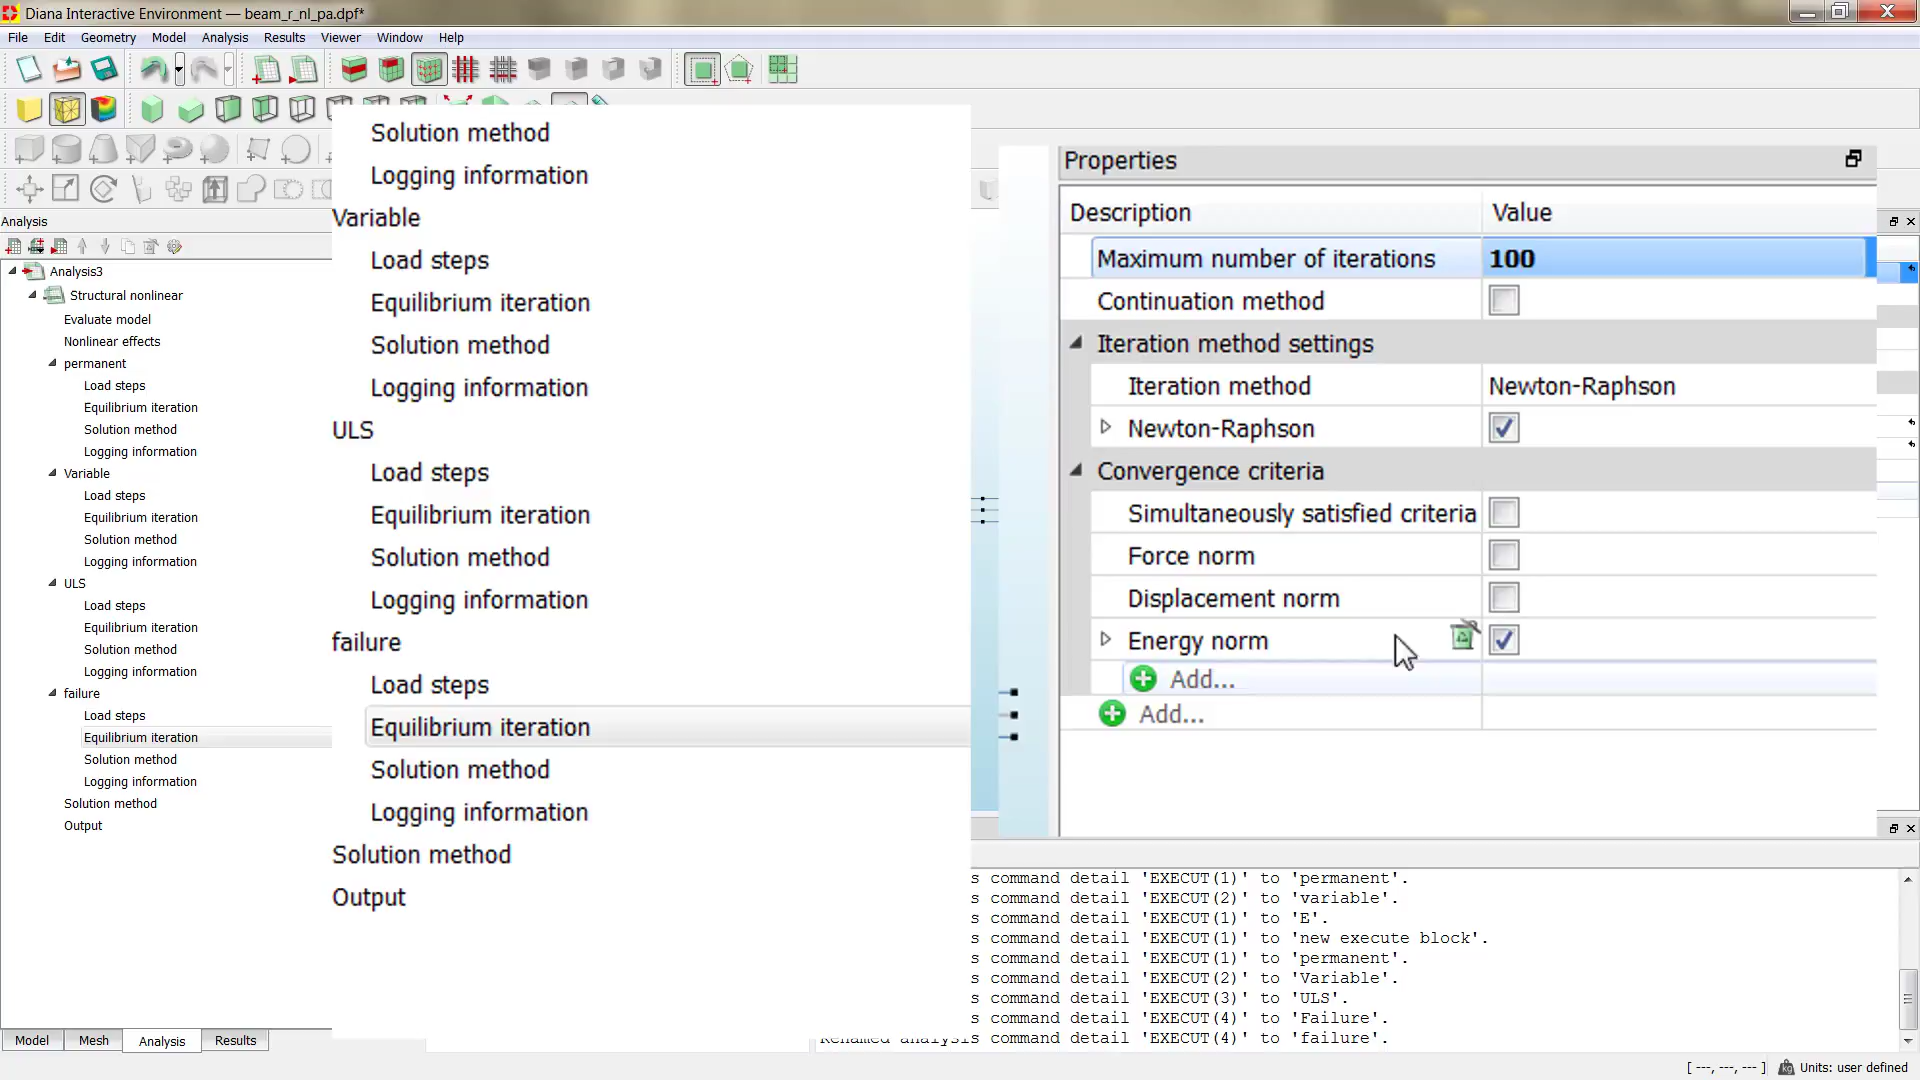 Diana Interactive Environment — beam_r_nl_pa.dpf*
File Edit Geometry Model Analysis Results Viewer Window Help
Analysis
Analysis3
Structural nonlinear
Evaluate model
Nonlinear effects
permanent
Load steps
Equilibrium iteration
Solution method
Logging information
Variable
Load steps
Equilibrium iteration
Solution method
Logging information
ULS
Load steps
Equilibrium iteration
Solution method
Logging information
failure
Load steps
Equilibrium iteration
Solution method
Logging information
Solution method
Output
Solution method
Logging information
Variable
Load steps
Equilibrium iteration
Solution method
Logging information
ULS
Load steps
Equilibrium iteration
Solution method
Logging information
failure
Load steps
Equilibrium iteration
Solution method
Logging information
Solution method
Output
Properties
Description Value
Maximum number of iterations 100
Continuation method
Iteration method settings
Iteration method Newton-Raphson
Newton-Raphson
Convergence criteria
Simultaneously satisfied criteria
Force norm
Displacement norm
Energy norm
Add...
Add...
s command detail 'EXECUT(1)' to 'permanent'.
s command detail 'EXECUT(2)' to 'variable'.
s command detail 'EXECUT(1)' to 'E'.
s command detail 'EXECUT(1)' to 'new execute block'.
s command detail 'EXECUT(1)' to 'permanent'.
s command detail 'EXECUT(2)' to 'Variable'.
s command detail 'EXECUT(3)' to 'ULS'.
s command detail 'EXECUT(4)' to 'Failure'.
Renamed analysis command detail 'EXECUT(4)' to 'failure'.
Model Mesh Analysis Results
[ ---, ---, --- ] kg Units: user defined